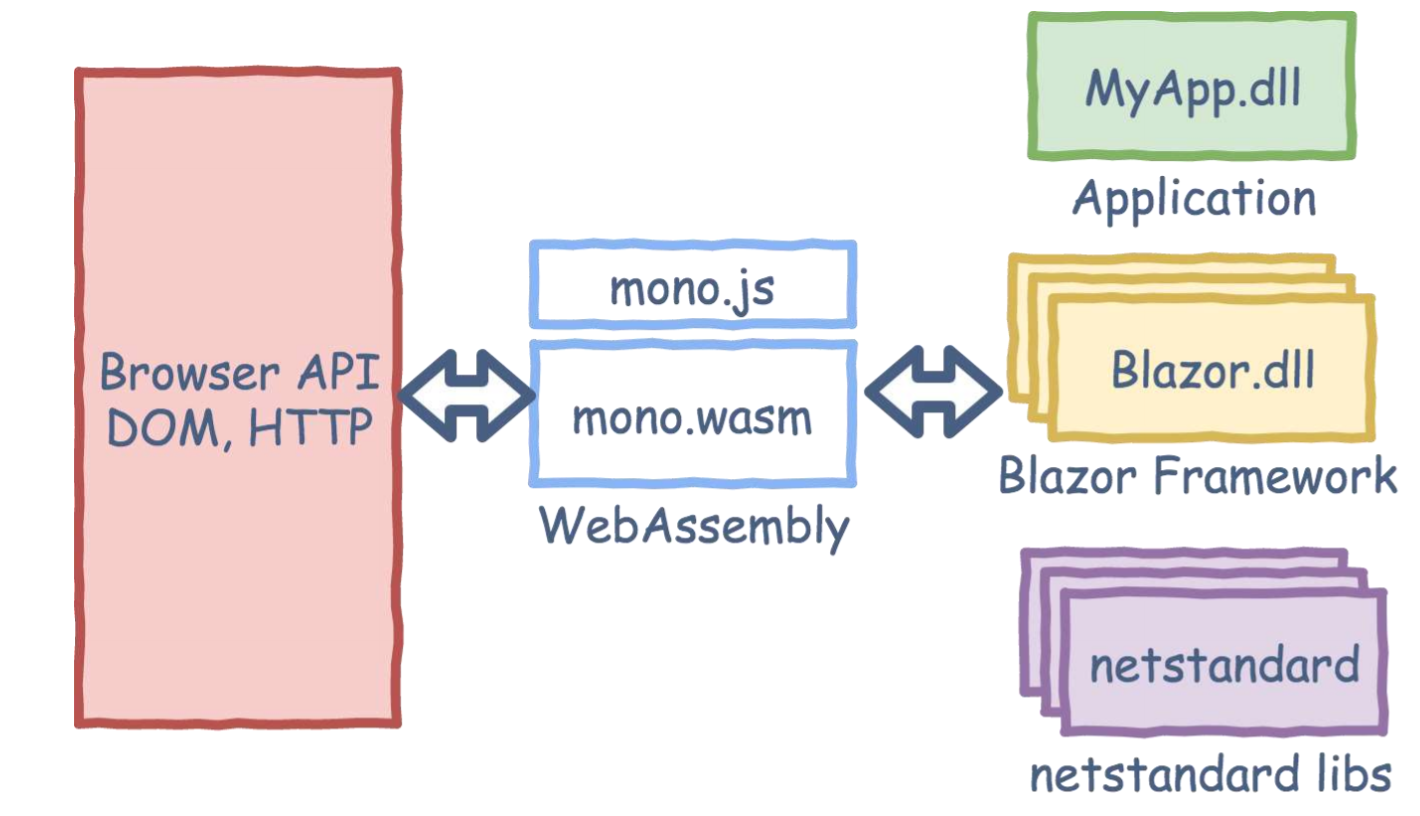 Browser API
DOM, HTTP
mono.js
mono.wasm
WebAssembly
MyApp.dll
Application
Blazor.dll
Blazor Framework
netstandard
netstandard libs